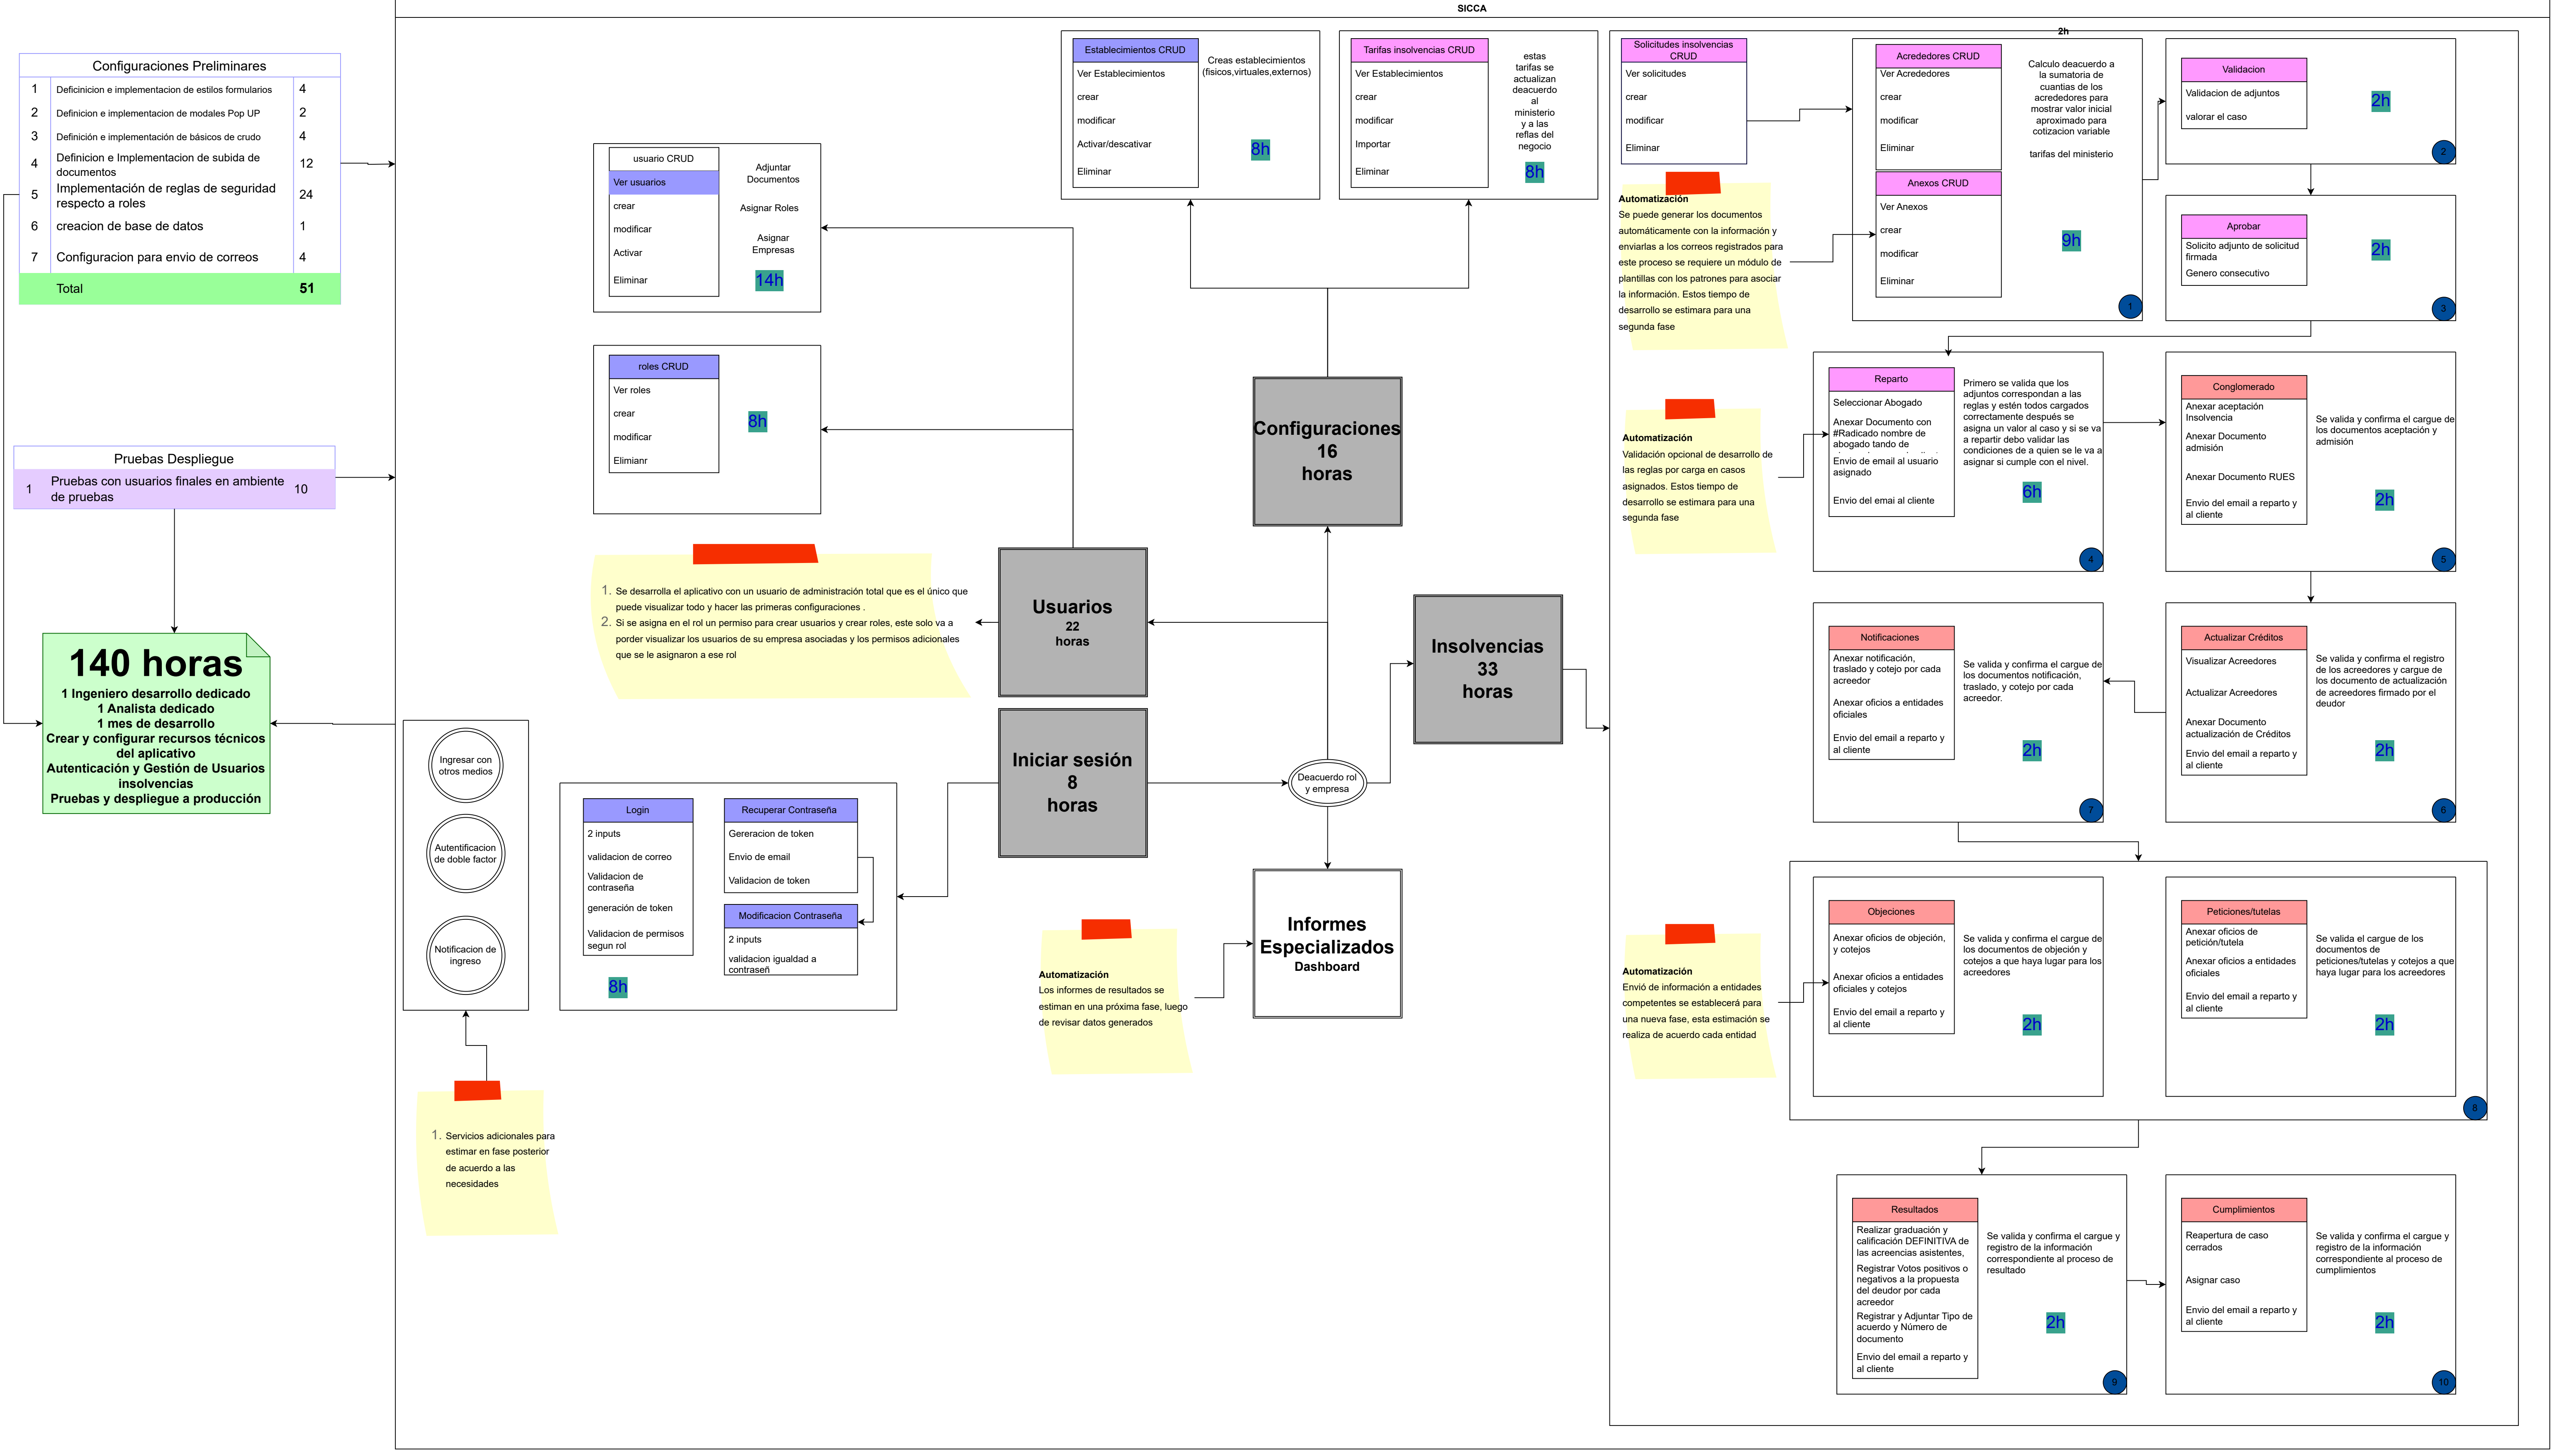 SICCA
Configuraciones Preliminares
1 Deficinicion e implementacion de estilos formularios 4
2 Definicion e implementacion de modales Pop UP 2
3 Definición e implementación de básicos de crudo 4
4 Definicion e Implementacion de subida de
documentos 12
5 Implementación de reglas de seguridad
respecto a roles 24
6 creacion de base de datos 1
7 Configuracion para envio de correos 4
Total 51
Pruebas Despliegue
1 Pruebas con usuarios finales en ambiente
de pruebas 10
140 horas
1 Ingeniero desarrollo dedicado
1 Analista dedicado
1 mes de desarrollo
Crear y configurar recursos técnicos
del aplicativo
Autenticación y Gestión de Usuarios
insolvencias
Pruebas y despliegue a producción
usuario CRUD
Ver usuarios
crear
modificar
Activar
Eliminar
Adjuntar
Documentos
Asignar Roles
Asignar
Empresas
14h
roles CRUD
Ver roles
crear
modificar
Elimianr
8h
1. Se desarrolla el aplicativo con un usuario de administración total que es el único que
puede visualizar todo y hacer las primeras configuraciones .
2. Si se asigna en el rol un permiso para crear usuarios y crear roles, este solo va a
porder visualizar los usuarios de su empresa asociadas y los permisos adicionales
que se le asignaron a ese rol
Ingresar con
otros medios
Autentificacion
de doble factor
Notificacion de
ingreso
1. Servicios adicionales para
estimar en fase posterior
de acuerdo a las
necesidades
Login
2 inputs
validacion de correo
Validacion de
contraseña
generación de token
Validacion de permisos
segun rol
8h
Recuperar Contraseña
Gereracion de token
Envio de email
Validacion de token
Modificacion Contraseña
2 inputs
validacion igualdad a
contraseñ
Establecimientos CRUD
Ver Establecimientos
crear
modificar
Activar/descativar
Eliminar
Creas establecimientos
(fisicos,virtuales,externos)
8h
Tarifas insolvencias CRUD
Ver Establecimientos
crear
modificar
Importar
Eliminar
estas
tarifas se
actualizan
deacuerdo
al
ministerio
y a las
reflas del
negocio
8h
Configuraciones
16
horas
Usuarios
22
horas
Iniciar sesión
8
horas
Deacuerdo rol
y empresa
Insolvencias
33
horas
Informes
Especializados
Dashboard
Automatización
Los informes de resultados se
estiman en una próxima fase, luego
de revisar datos generados
2h
Solicitudes insolvencias
CRUD
Ver solicitudes
crear
modificar
Eliminar
Automatización
Se puede generar los documentos
automáticamente con la información y
enviarlas a los correos registrados para
este proceso se requiere un módulo de
plantillas con los patrones para asociar
la información. Estos tiempo de
desarrollo se estimara para una
segunda fase
Acrededores CRUD
Ver Acrededores
crear
modificar
Eliminar
Anexos CRUD
Ver Anexos
crear
modificar
Eliminar
Calculo deacuerdo a
la sumatoria de
cuantias de los
acrededores para
mostrar valor inicial
aproximado para
cotizacion variable
tarifas del ministerio
9h
1
Validacion
Validacion de adjuntos
valorar el caso
2h
2
Aprobar
Solicito adjunto de solicitud
firmada
Genero consecutivo
2h
3
Automatización
Validación opcional de desarrollo de
las reglas por carga en casos
asignados. Estos tiempo de
desarrollo se estimara para una
segunda fase
Reparto
Seleccionar Abogado
Anexar Documento con
#Radicado nombre de
abogado tando de
Envio de email al usuario
asignado
Envio del emai al cliente
Primero se valida que los
adjuntos correspondan a las
reglas y estén todos cargados
correctamente después se
asigna un valor al caso y si se va
a repartir debo validar las
condiciones de a quien se le va a
asignar si cumple con el nivel.
6h
4
Conglomerado
Anexar aceptación
Insolvencia
Anexar Documento
admisión
Anexar Documento RUES
Envio del email a reparto y
al cliente
Se valida y confirma el cargue de
los documentos aceptación y
admisión
2h
5
Notificaciones
Anexar notificación,
traslado y cotejo por cada
acreedor
Anexar oficios a entidades
oficiales
Envio del email a reparto y
al cliente
Se valida y confirma el cargue de
los documentos notificación,
traslado, y cotejo por cada
acreedor.
2h
7
Actualizar Créditos
Visualizar Acreedores
Actualizar Acreedores
Anexar Documento
actualización de Créditos
Envio del email a reparto y
al cliente
Se valida y confirma el registro
de los acreedores y cargue de
los documento de actualización
de acreedores firmado por el
deudor
2h
6
Automatización
Envió de información a entidades
competentes se establecerá para
una nueva fase, esta estimación se
realiza de acuerdo cada entidad
Objeciones
Anexar oficios de objeción,
y cotejos
Anexar oficios a entidades
oficiales y cotejos
Envio del email a reparto y
al cliente
Se valida y confirma el cargue de
los documentos de objeción y
cotejos a que haya lugar para los
acreedores
2h
Peticiones/tutelas
Anexar oficios de
petición/tutela
Anexar oficios a entidades
oficiales
Envio del email a reparto y
al cliente
Se valida el cargue de los
documentos de
peticiones/tutelas y cotejos a que
haya lugar para los acreedores
2h
8
Resultados
Realizar graduación y
calificación DEFINITIVA de
las acreencias asistentes,
Registrar Votos positivos o
negativos a la propuesta
del deudor por cada
acreedor
Registrar y Adjuntar Tipo de
acuerdo y Número de
documento
Envio del email a reparto y
al cliente
Se valida y confirma el cargue y
registro de la información
correspondiente al proceso de
resultado
2h
9
Cumplimientos
Reapertura de caso
cerrados
Asignar caso
Envio del email a reparto y
al cliente
Se valida y confirma el cargue y
registro de la información
correspondiente al proceso de
cumplimientos
2h
10